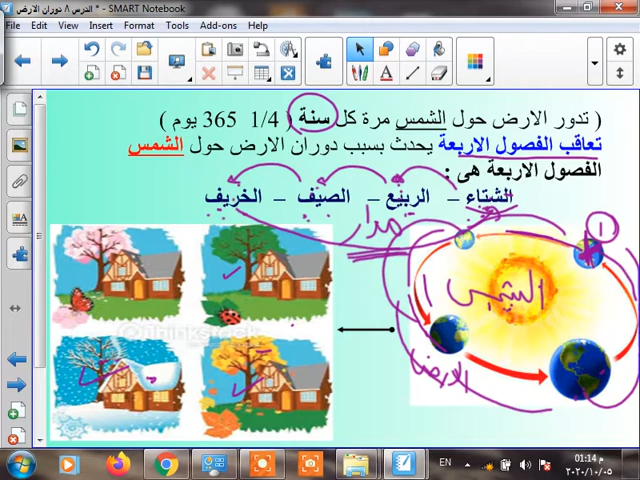 الدرس ٨ دوران الارض * - SMART Notebook
File Edit View Insert Format Tools Add-ons Help
( تدور الارض حول الشمس مرة كل سنة ( 1/4 365 يوم )
تعاقب الفصول الاربعة يحدث بسبب دوران الارض حول الشمس
الفصول الاربعة هى :
الشتاء – الربيع – الصيف – الخريف
مدار
1
الشمس
الارض
EN
01:14 م
٢٠٢٠/١٠/٠٥